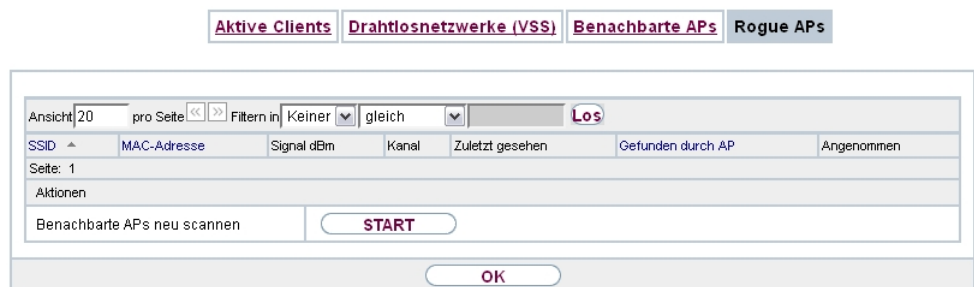 Aktive Clients Drahtlosnetzwerke (VSS) Benachbarte APs Rogue APs
Ansicht 20 pro Seite << >> Filtern in Keiner gleich Los
SSID MAC-Adresse Signal dBm Kanal Zuletzt gesehen Gefunden durch AP Angenommen
Seite: 1
Aktionen
Benachbarte APs neu scannen START
OK